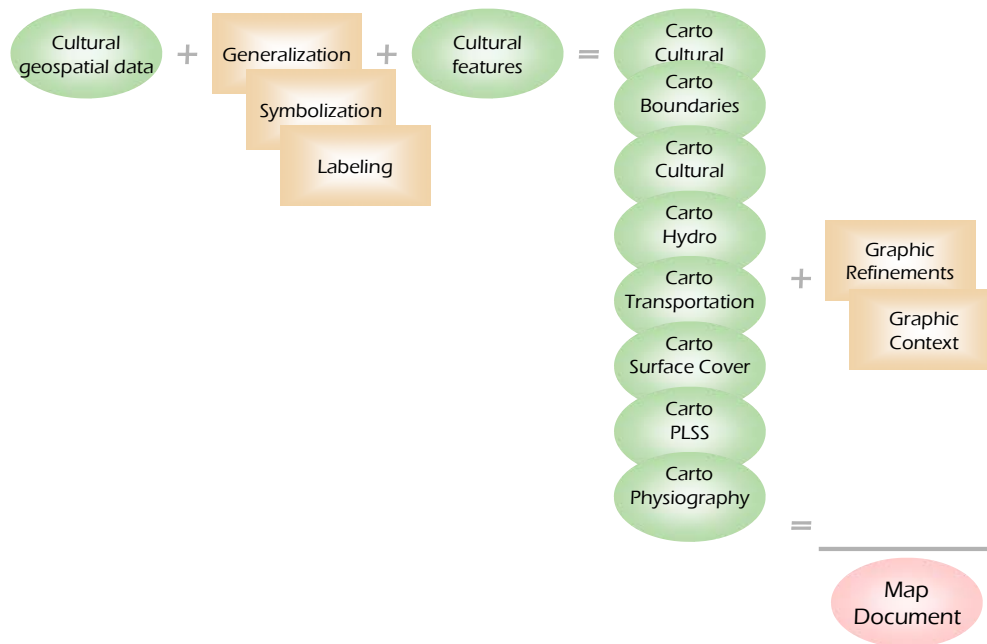 Cultural
geospatial data
+
Generalization
Symbolization
Labeling
+
Cultural
features
=
Carto
Cultural
Carto
Boundaries
Carto
Cultural
Carto
Hydro
Carto
Transportation
Carto
Surface Cover
Carto
PLSS
Carto
Physiography
+
Graphic
Refinements
Graphic
Context
=
Map
Document